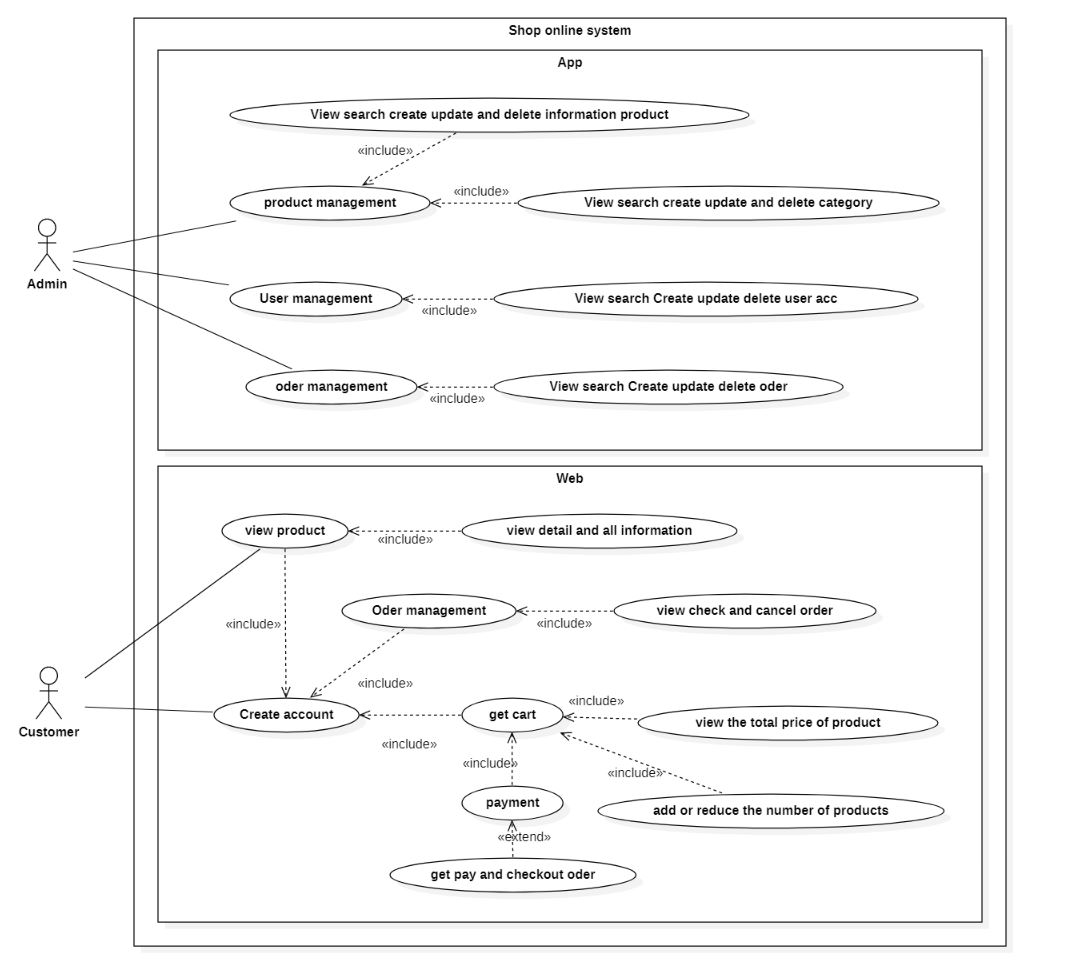 Shop online system
App
View search create update and delete information product
«include»
product management
«include»
View search create update and delete category
Admin
User management
«include»
View search Create update delete user acc
oder management
«include»
View search Create update delete oder
Web
view product
«include»
view detail and all information
«include»
Oder management
«include»
view check and cancel order
«include»
Customer
Create account
«include»
get cart
«include»
view the total price of product
«include»
«include»
payment
add or reduce the number of products
«extend»
get pay and checkout oder